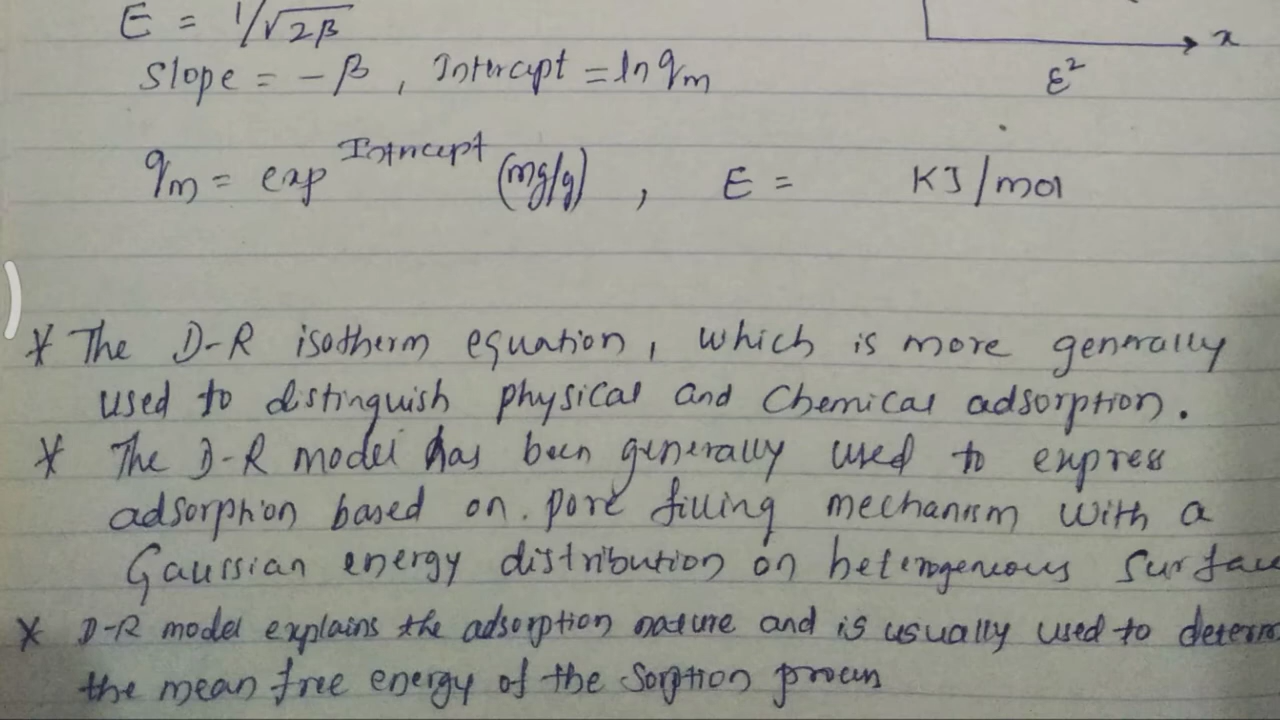 E = 1/√2β
x
Slope = -β , Intercept = ln qm
ε²
qm = exp^Intercept (mg/g) , E = KJ/mol
* The D-R isotherm equation, which is more generally
used to distinguish physical and chemical adsorption.
* The D-R model has been generally used to express
adsorption based on. pore filling mechanism with a
Gaussian energy distribution on heterogeneous Surface
* D-R model explains the adsorption nature and is usually used to determ
the mean free energy of the sorption process